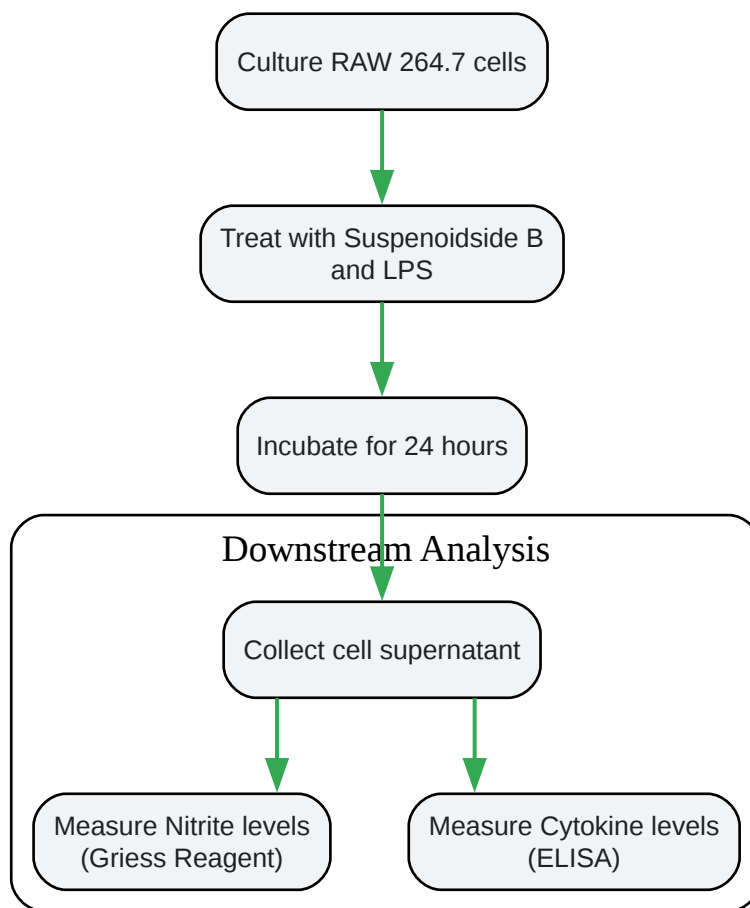 Culture RAW 264.7 cells
Treat with Suspenoidside B
and LPS
Incubate for 24 hours
Downstream Analysis
Collect cell supernatant
Measure Nitrite levels
(Griess Reagent)
Measure Cytokine levels
(ELISA)